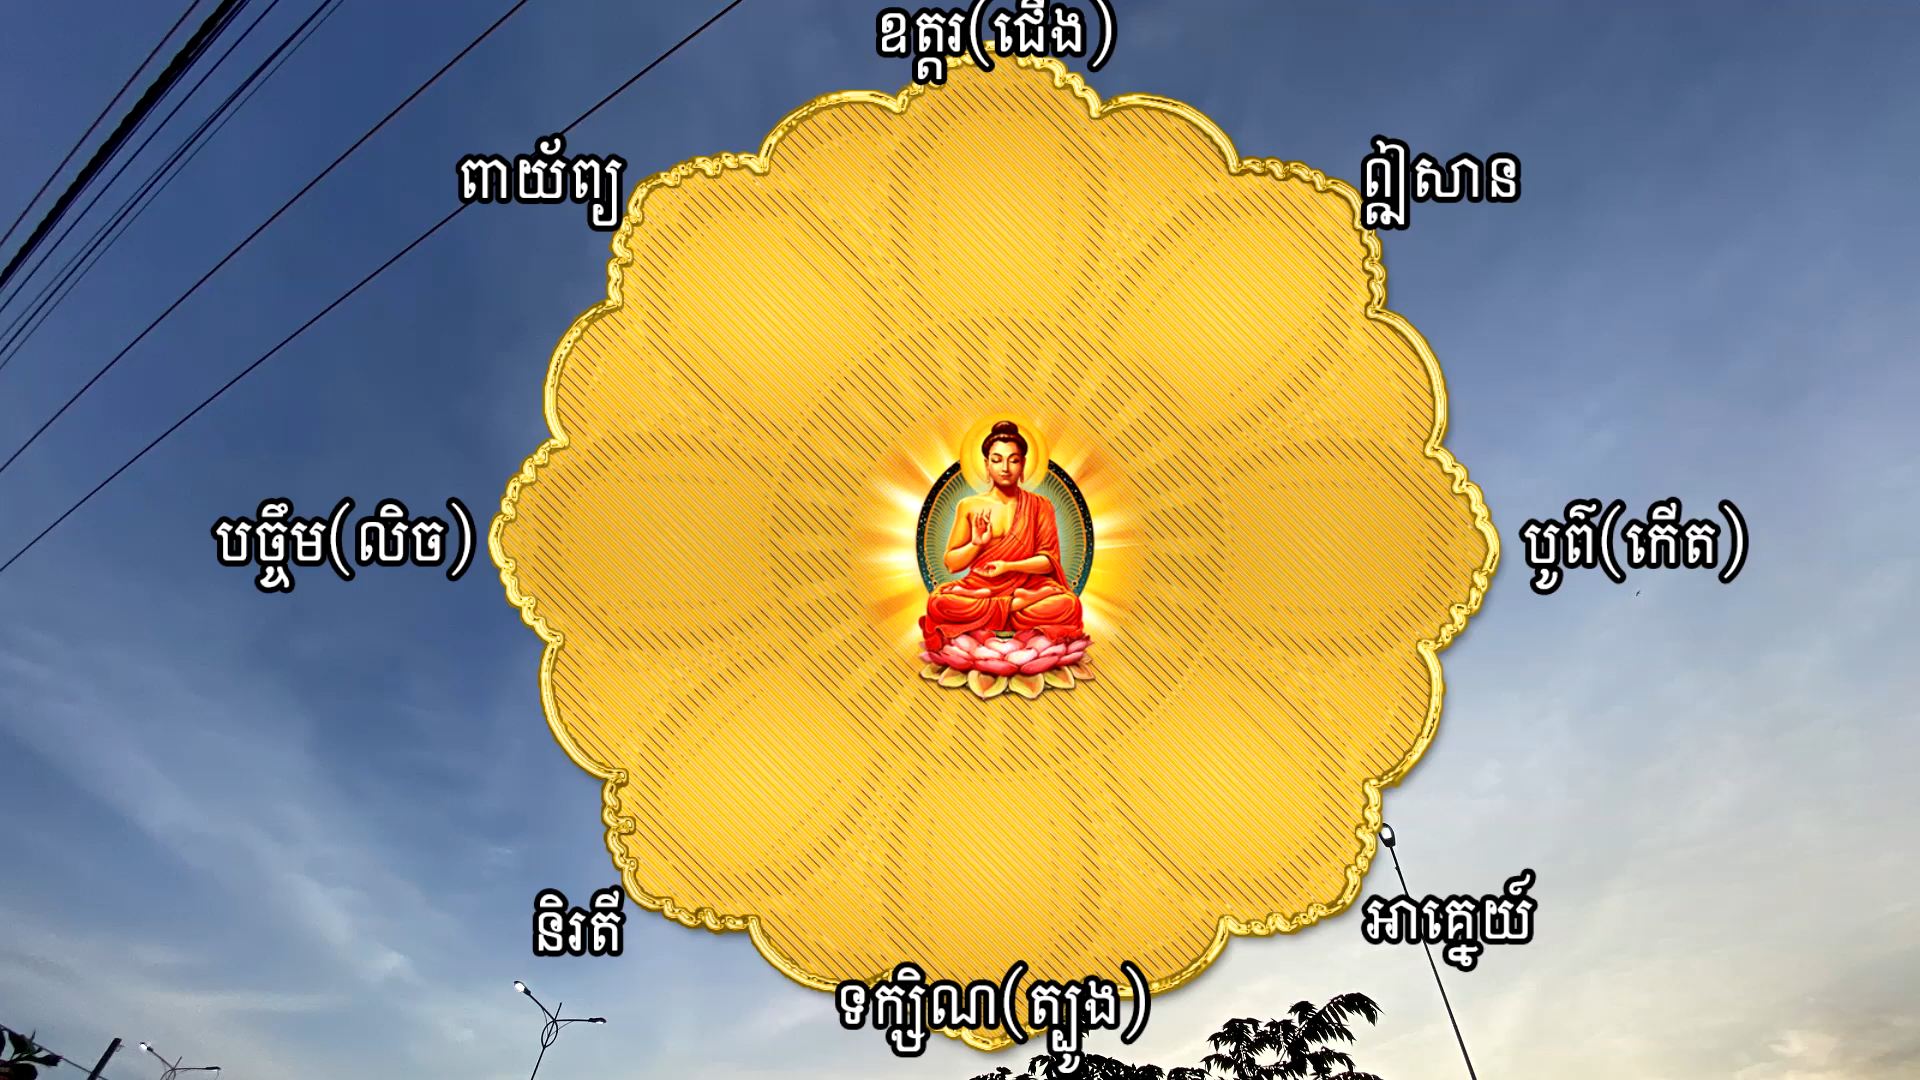 ឧត្តរ(ជើង)
ពាយ័ព្យ
ឦសាន
បច្ចឹម(លិច)
បូព៌(កើត)
និរតី
អាគ្នេយ៍
ទក្សិណ(ត្បូង)